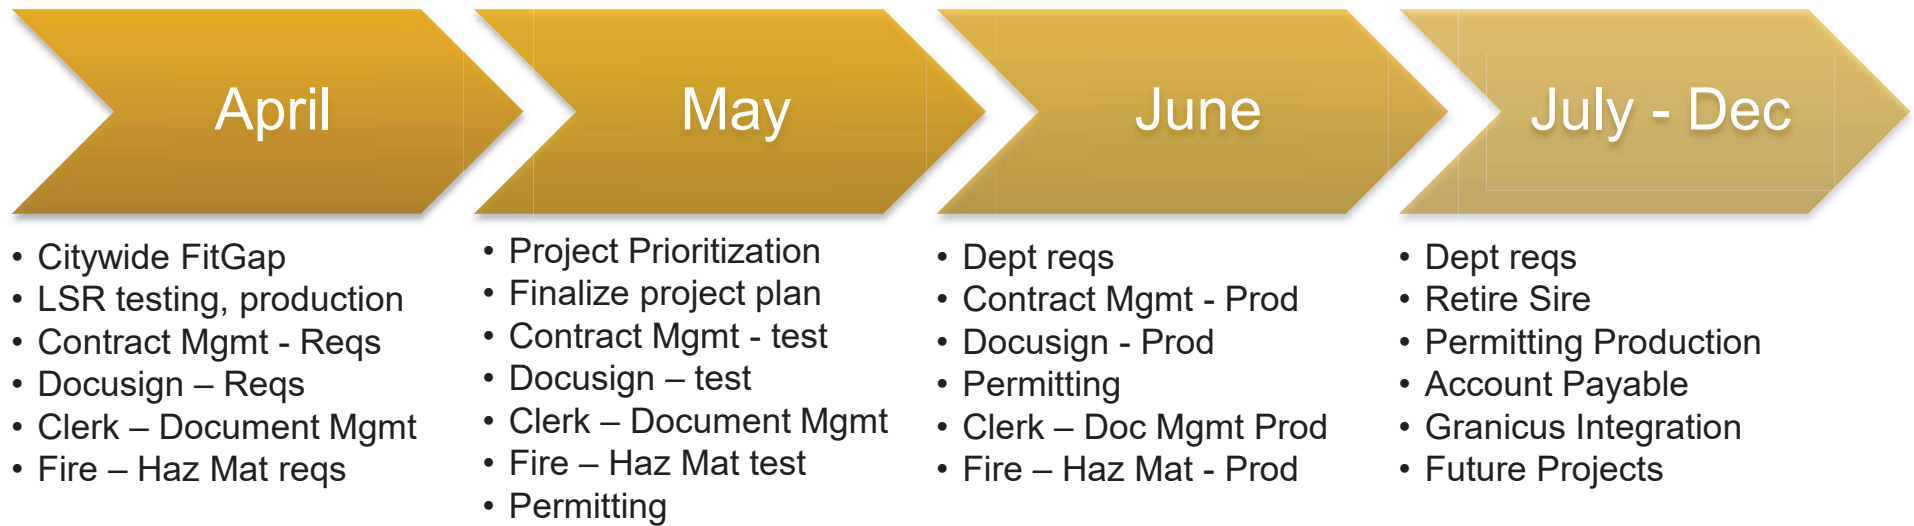 April
• Citywide FitGap
• LSR testing, production
• Contract Mgmt - Reqs
• Docusign – Reqs
• Clerk – Document Mgmt
• Fire – Haz Mat reqs
May
• Project Prioritization
• Finalize project plan
• Contract Mgmt - test
• Docusign – test
• Clerk – Document Mgmt
• Fire – Haz Mat test
• Permitting
June
• Dept reqs
• Contract Mgmt - Prod
• Docusign - Prod
• Permitting
• Clerk – Doc Mgmt Prod
• Fire – Haz Mat - Prod
July - Dec
• Dept reqs
• Retire Sire
• Permitting Production
• Account Payable
• Granicus Integration
• Future Projects